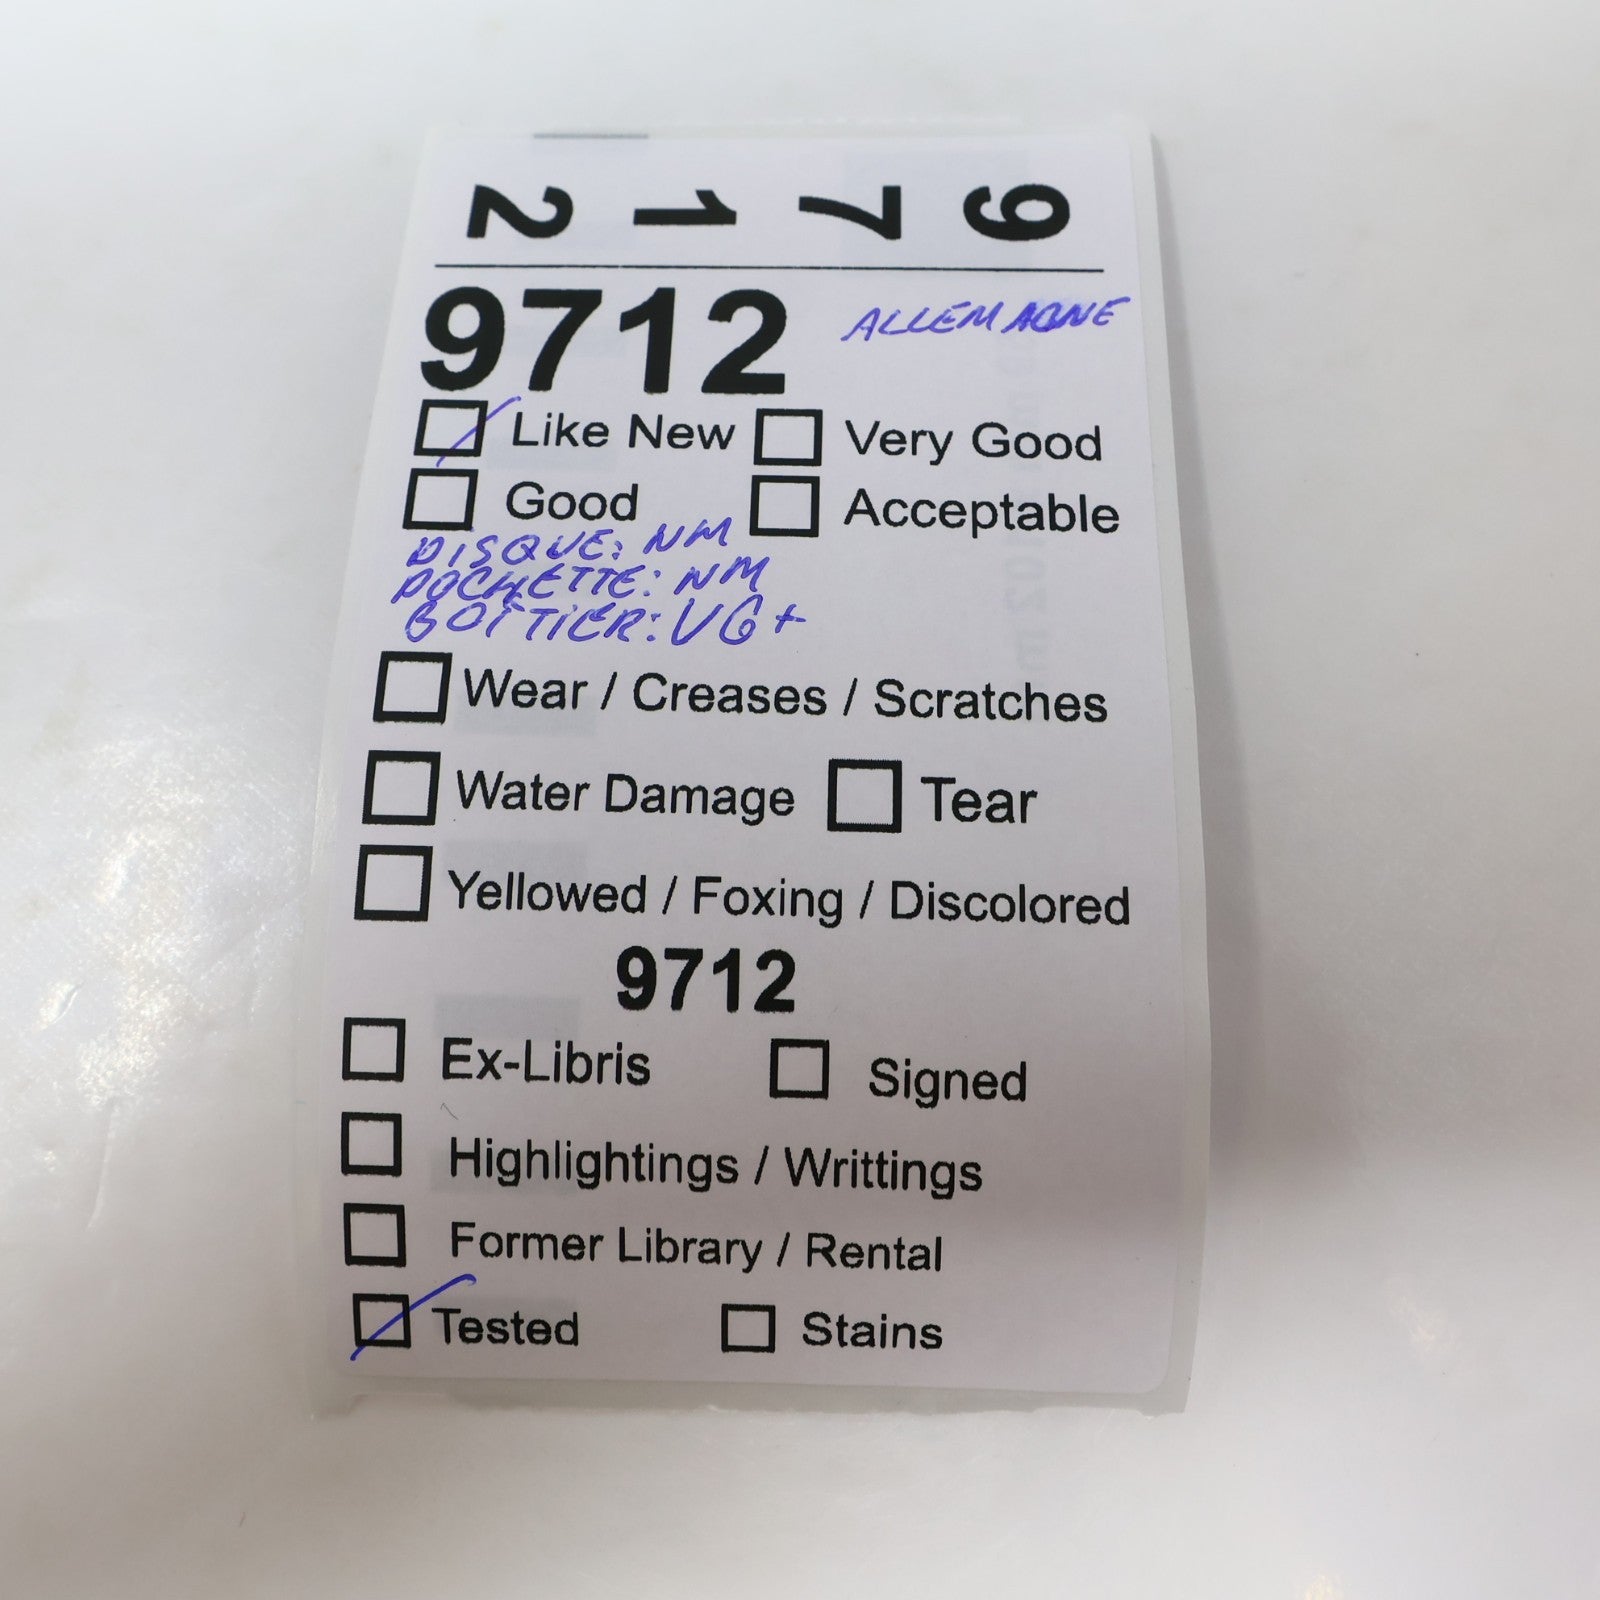 9 7 1 2
9712 ALLEMAGNE
Like New Very Good
Good Acceptable
DISQUE: NM
POCHETTE: NM
BOîTIER: VG+
Wear / Creases / Scratches
Water Damage Tear
Yellowed / Foxing / Discolored
9712
Ex-Libris Signed
Highlightings / Writtings
Former Library / Rental
Tested Stains